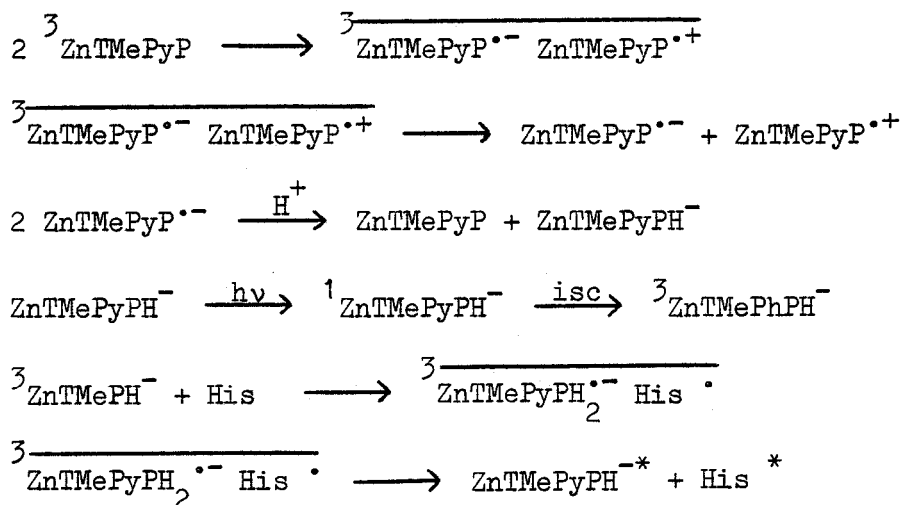 2 ³ZnTMePyP ⟶ ³ZnTMePyP•⁻ ZnTMePyP•⁺
³ZnTMePyP•⁻ ZnTMePyP•⁺ ⟶ ZnTMePyP•⁻ + ZnTMePyP•⁺
2 ZnTMePyP•⁻ H⁺⟶ ZnTMePyP + ZnTMePyPH⁻
ZnTMePyPH⁻ hν⟶ ¹ZnTMePyPH⁻ isc⟶ ³ZnTMePhPH⁻
³ZnTMePH⁻ + His ⟶ ³ZnTMePyPH₂•⁻ His •
³ZnTMePyPH₂•⁻ His • ⟶ ZnTMePyPH⁻* + His *